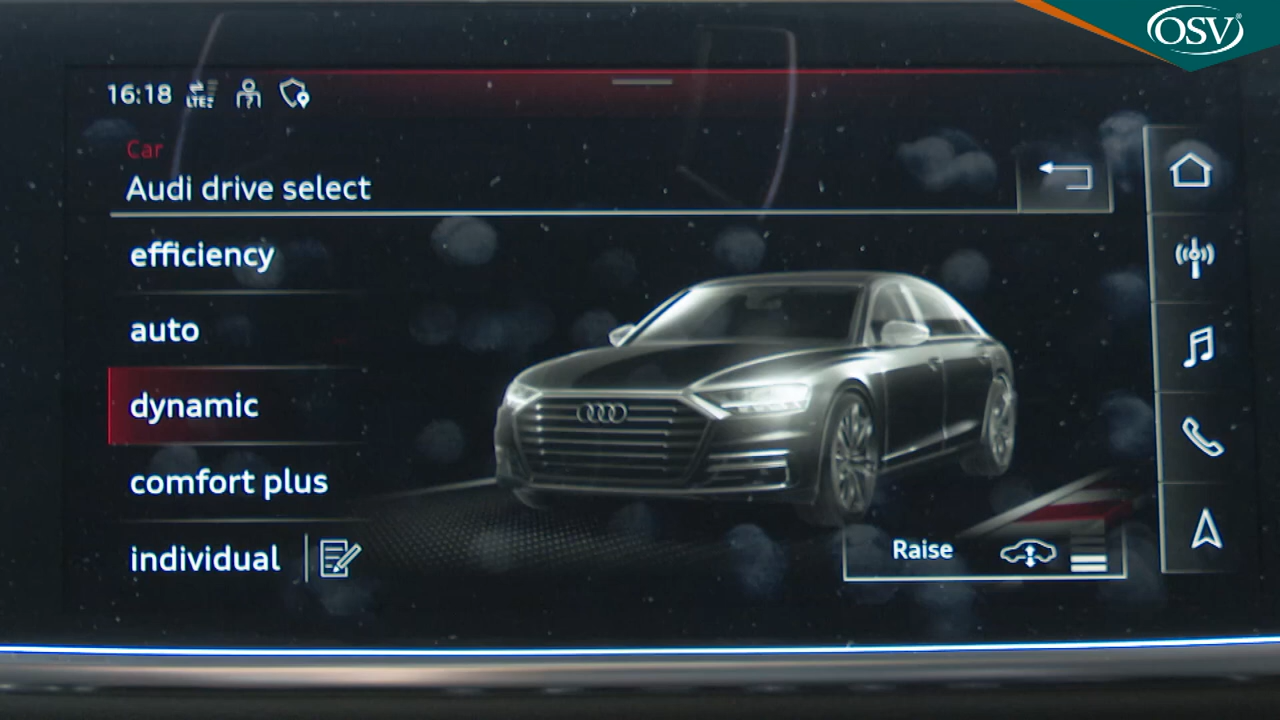 OSV
16:18
LTE
Car
Audi drive select
efficiency
auto
dynamic
comfort plus
individual
Raise